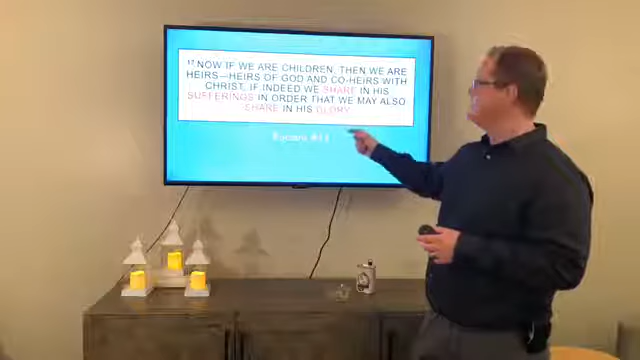 17 NOW IF WE ARE CHILDREN, THEN WE ARE
HEIRS—HEIRS OF GOD AND CO-HEIRS WITH
CHRIST, IF INDEED WE SHARE IN HIS
SUFFERINGS IN ORDER THAT WE MAY ALSO
SHARE IN HIS GLORY.